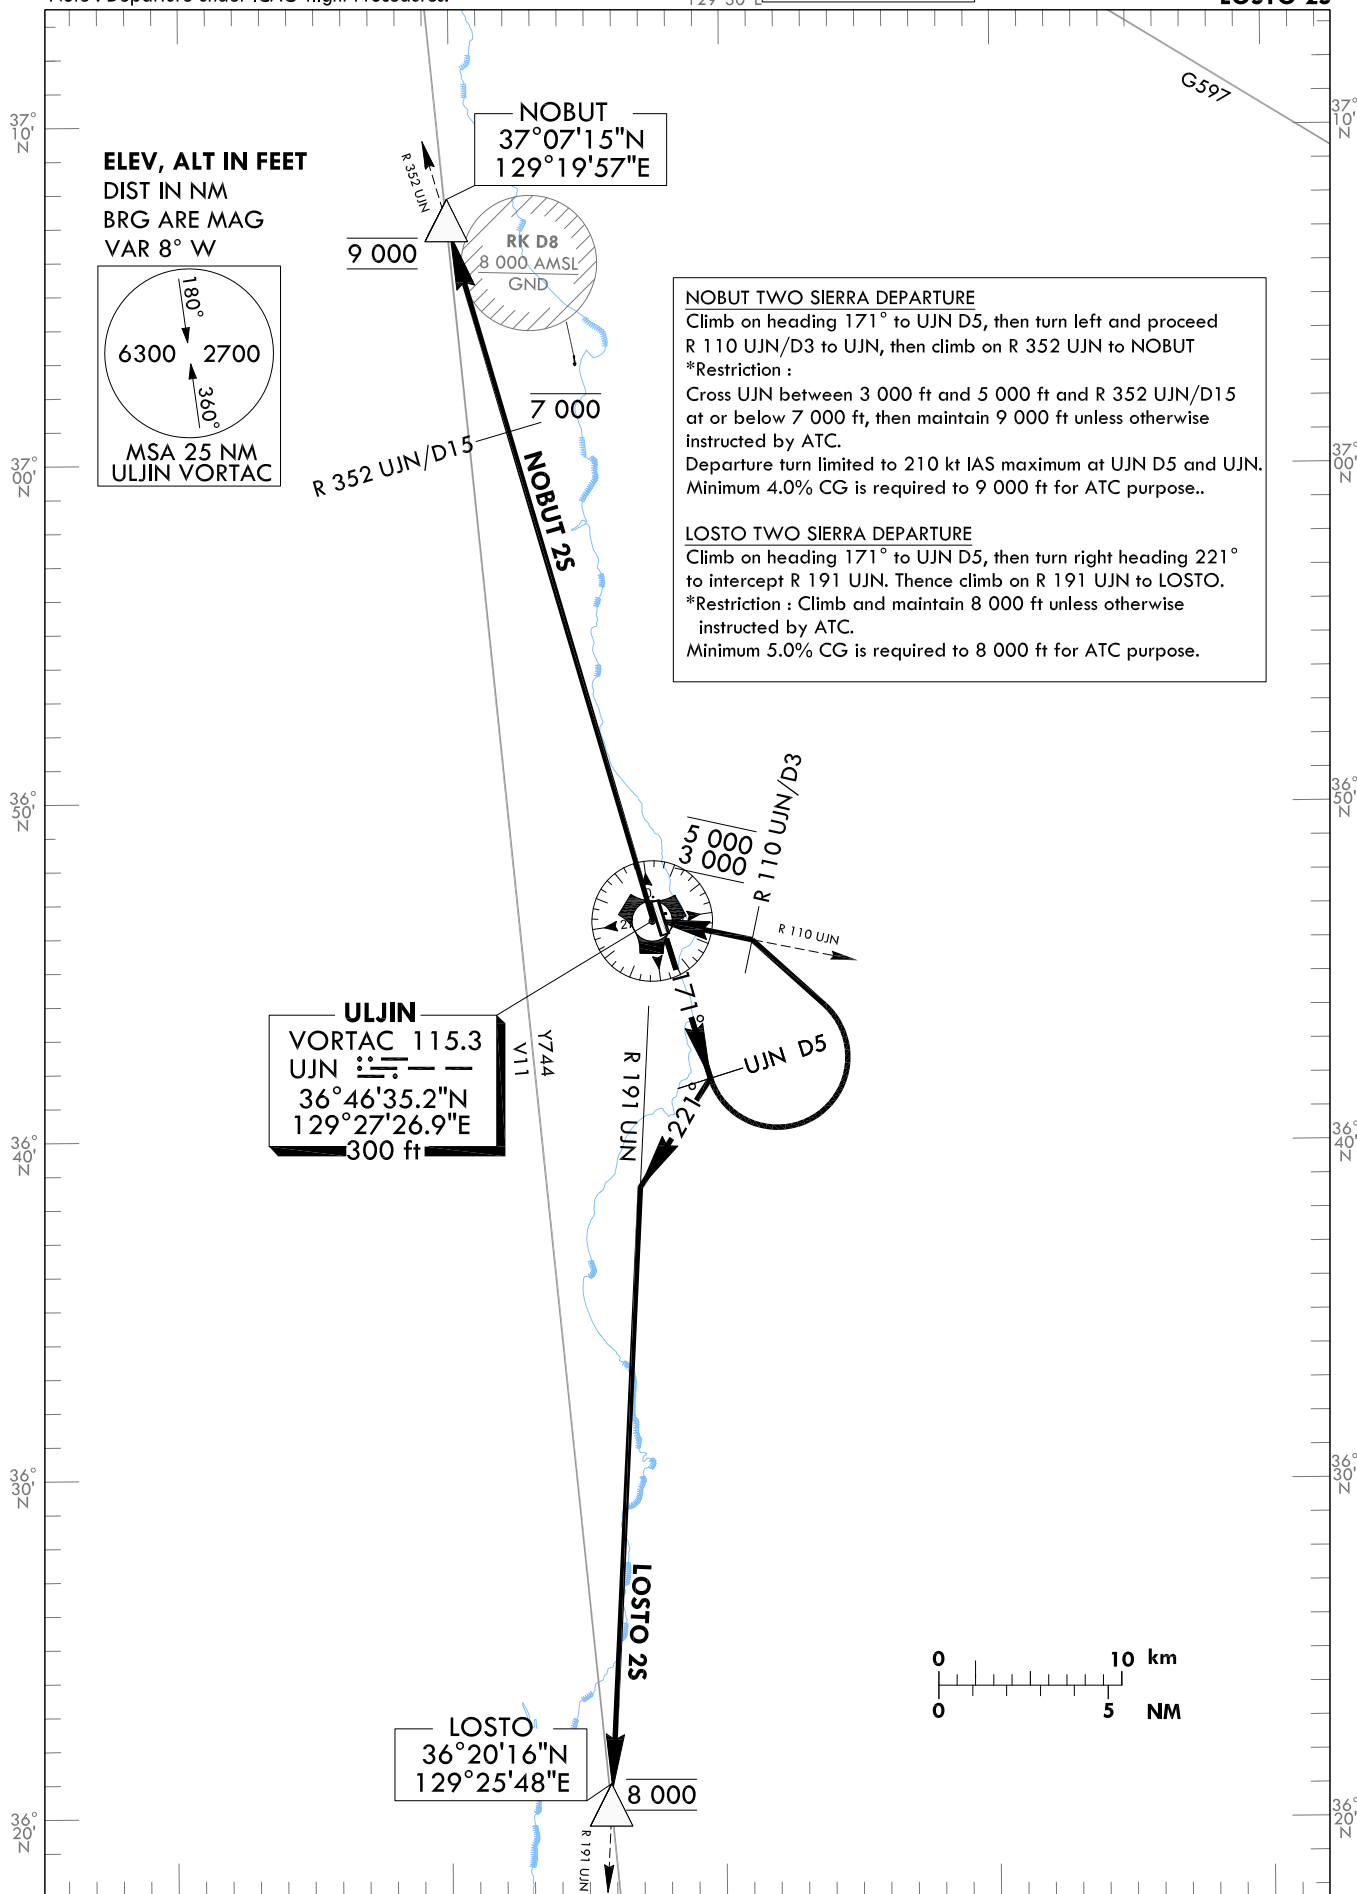 G597
37° 10' N
37° 10' N
NOBUT
37°07'15"N
129°19'57"E
R 352 UJN
ELEV, ALT IN FEET
DIST IN NM
BRG ARE MAG
VAR 8° W
180°
6300 2700
360°
MSA 25 NM
ULJIN VORTAC
9 000
RK D8
8 000 AMSL
GND
NOBUT TWO SIERRA DEPARTURE
Climb on heading 171° to UJN D5, then turn left and proceed
R 110 UJN/D3 to UJN, then climb on R 352 UJN to NOBUT
*Restriction :
Cross UJN between 3 000 ft and 5 000 ft and R 352 UJN/D15
at or below 7 000 ft, then maintain 9 000 ft unless otherwise
instructed by ATC.
Departure turn limited to 210 kt IAS maximum at UJN D5 and UJN.
Minimum 4.0% CG is required to 9 000 ft for ATC purpose..
LOSTO TWO SIERRA DEPARTURE
Climb on heading 171° to UJN D5, then turn right heading 221°
to intercept R 191 UJN. Thence climb on R 191 UJN to LOSTO.
*Restriction : Climb and maintain 8 000 ft unless otherwise
instructed by ATC.
Minimum 5.0% CG is required to 8 000 ft for ATC purpose.
7 000
R 352 UJN/D15
37° 00' N
37° 00' N
NOBUT 2S
36° 50' N
36° 50' N
5 000
3 000
R 110 UJN/D3
R 110 UJN
171°
ULJIN
VORTAC 115.3
UJN
36°46'35.2"N
129°27'26.9"E
300 ft
Y744
V11
R 191 UJN
UJN D5
221°
36° 40' N
36° 40' N
36° 30' N
36° 30' N
LOSTO 2S
0 10 km
0 5 NM
LOSTO
36°20'16"N
129°25'48"E
8 000
36° 20' N
36° 20' N
R 191 UJN